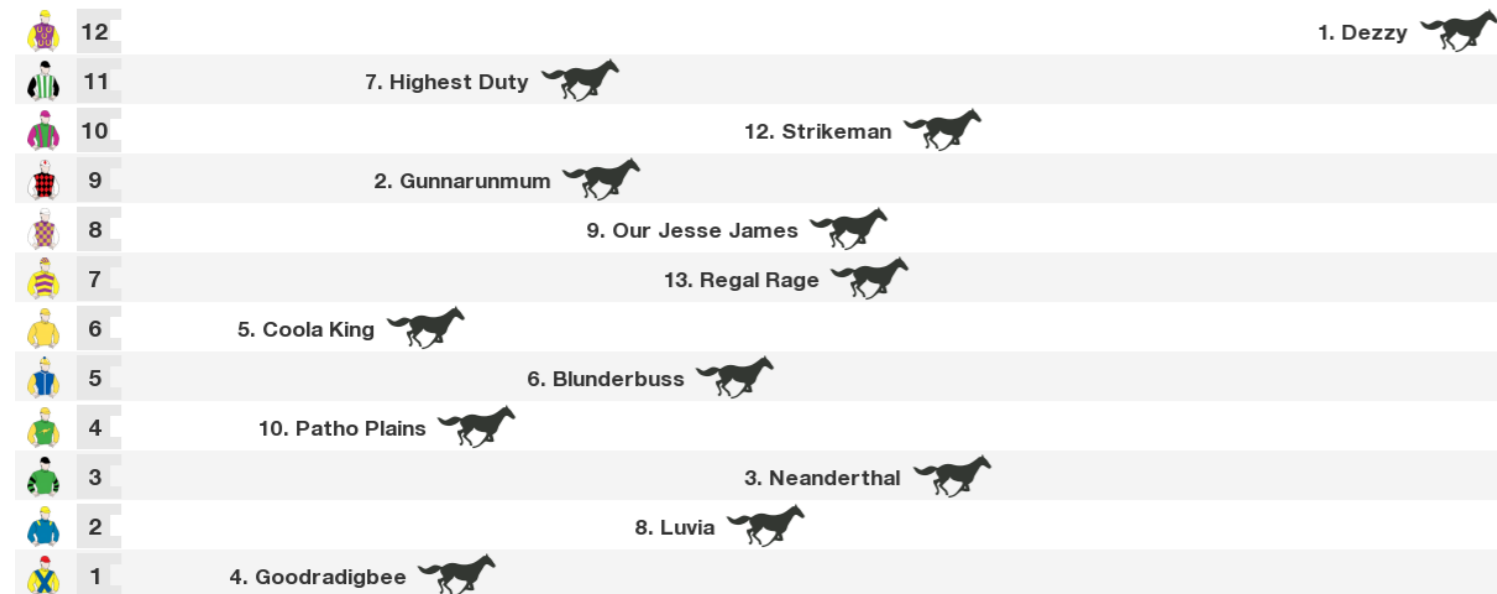 12 1. Dezzy
11 7. Highest Duty
10 12. Strikeman
9 2. Gunnarunmum
8 9. Our Jesse James
7 13. Regal Rage
6 5. Coola King
5 6. Blunderbuss
4 10. Patho Plains
3 3. Neanderthal
2 8. Luvia
1 4. Goodradigbee